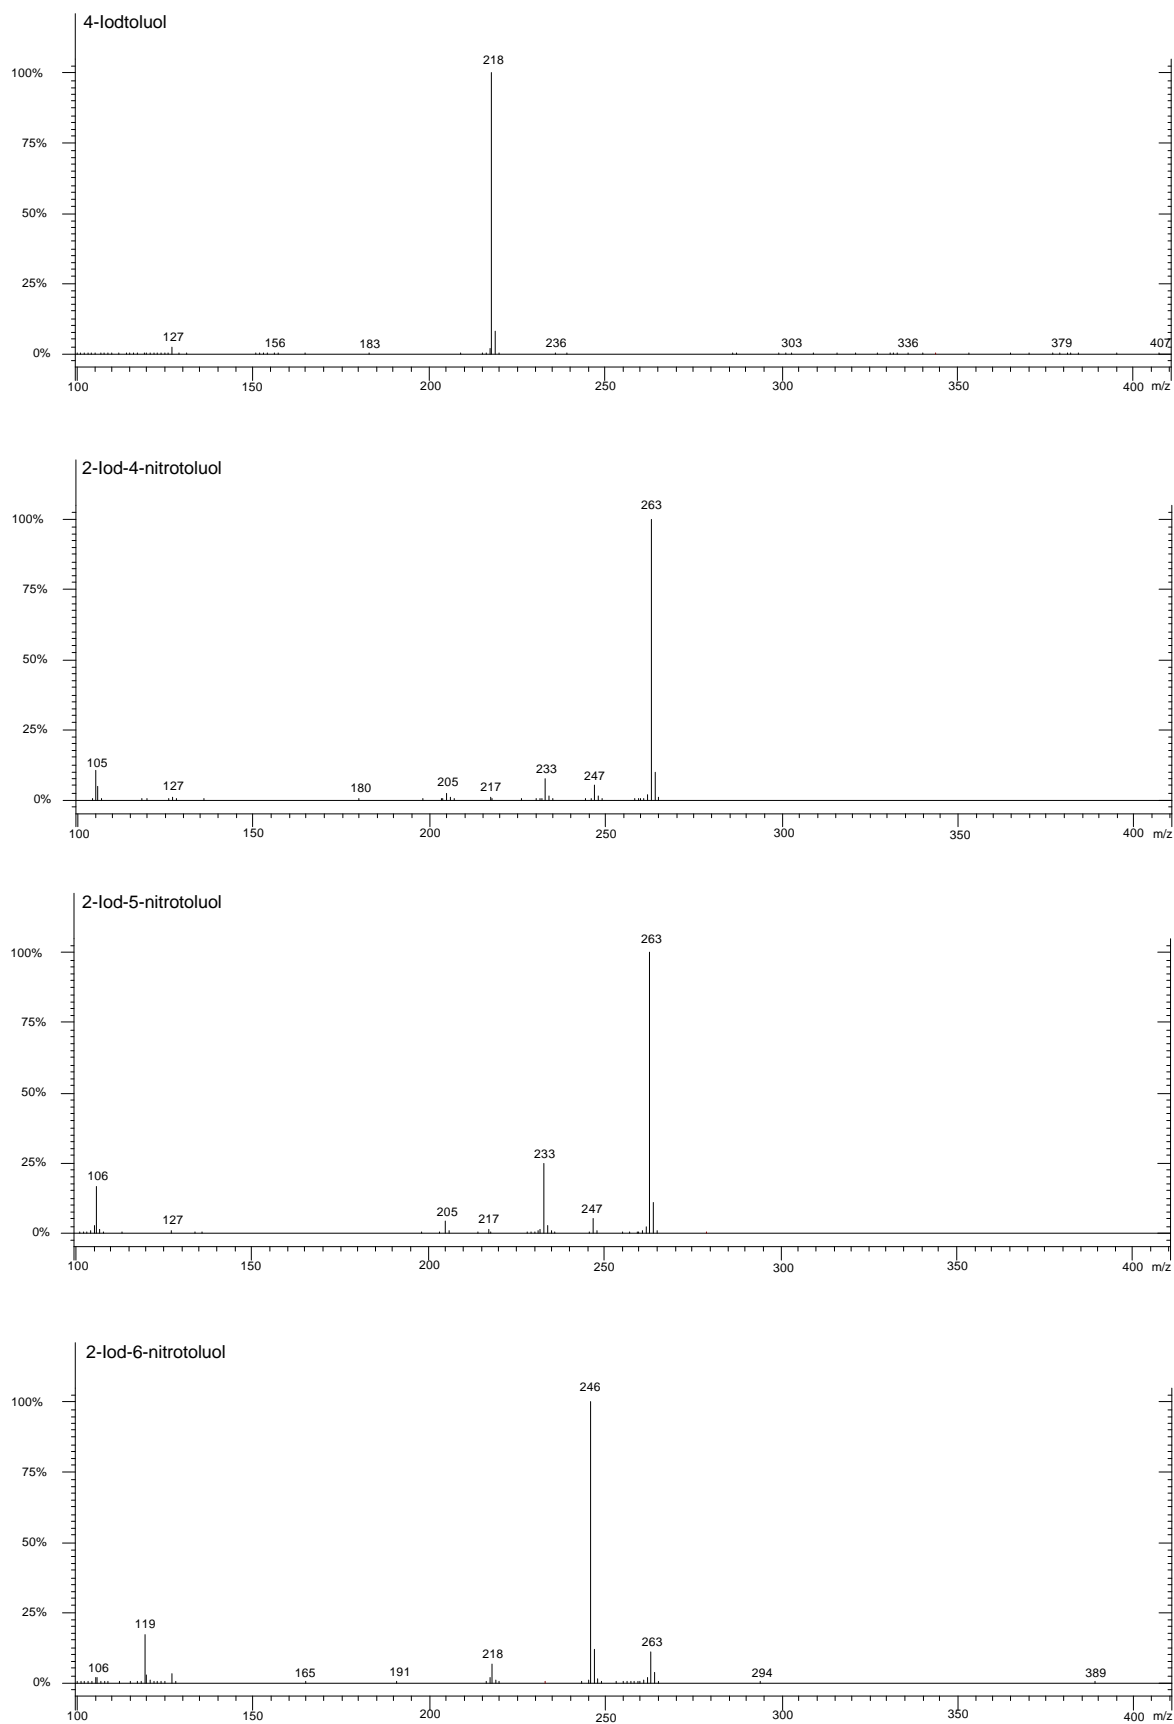 4-Iodtoluol
218
100%
75%
50%
25%
127 156 183 236 303 336 379 407
0%
100 150 200 250 300 350 400 m/z
2-Iod-4-nitrotoluol
263
100%
75%
50%
25%
105 127 180 205 217 233 247
0%
100 150 200 250 300 350 400 m/z
2-Iod-5-nitrotoluol
263
100%
75%
50%
25%
106 127 205 217 233 247
0%
100 150 200 250 300 350 400 m/z
2-Iod-6-nitrotoluol
246
100%
75%
50%
25%
106 119 165 191 218 263 294 389
0%
100 150 200 250 300 350 400 m/z